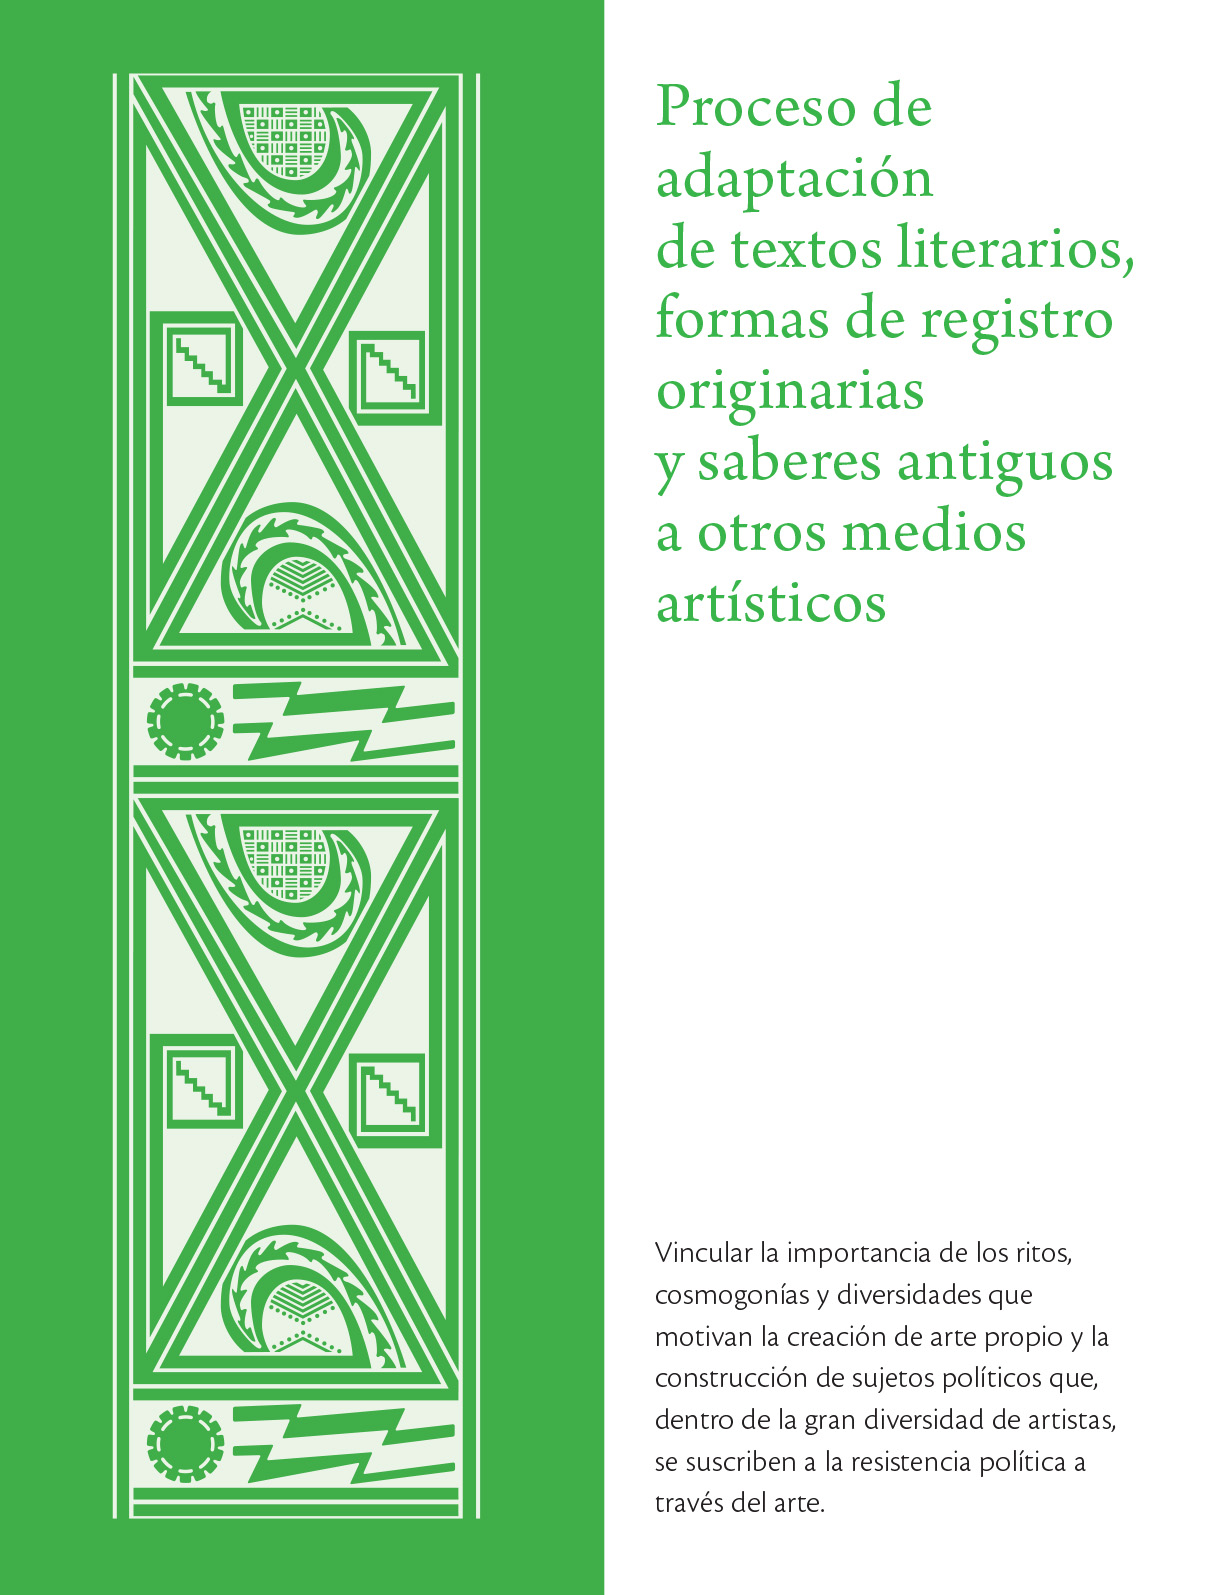 Proceso de
adaptación
de textos literarios,
formas de registro
originarias
y saberes antiguos
a otros medios
artísticos
Vincular la importancia de los ritos,
cosmogonías y diversidades que
motivan la creación de arte propio y la
construcción de sujetos políticos que,
dentro de la gran diversidad de artistas,
se suscriben a la resistencia política a
través del arte.